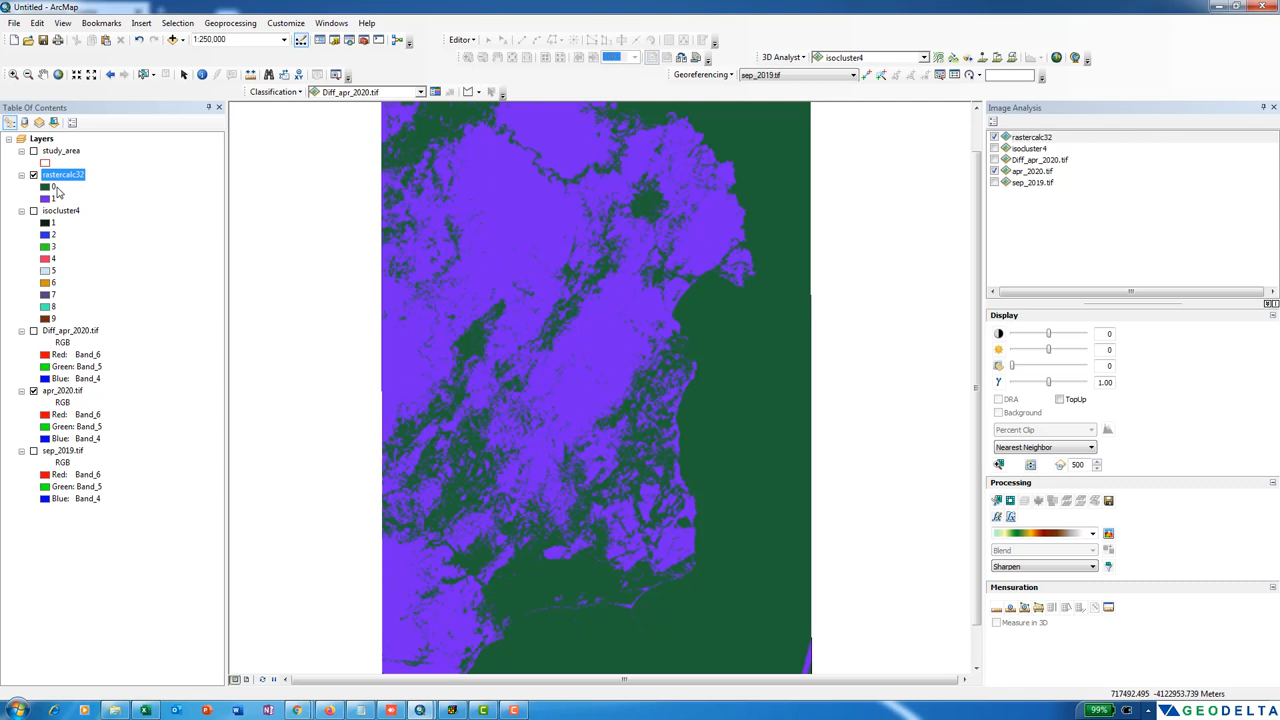 Untitled - ArcMap
File Edit View Bookmarks Insert Selection Geoprocessing Customize Windows Help
1:250,000
Editor
3D Analyst
isocluster4
Georeferencing
sep_2019.tif
Classification
Diff_apr_2020.tif
Table Of Contents
Layers
study_area
rastercalc32
0
1
isocluster4
1
2
3
4
5
6
7
8
9
Diff_apr_2020.tif
RGB
Red: Band_6
Green: Band_5
Blue: Band_4
apr_2020.tif
RGB
Red: Band_6
Green: Band_5
Blue: Band_4
sep_2019.tif
RGB
Red: Band_6
Green: Band_5
Blue: Band_4
Image Analysis
rastercalc32
isocluster4
Diff_apr_2020.tif
apr_2020.tif
sep_2019.tif
Display
0
0
0
1.00
DRA
TopUp
Background
Percent Clip
Nearest Neighbor
500
Processing
Blend
Sharpen
Mensuration
Measure in 3D
717492.495 -4122953.739 Meters
99%
GEODELTA